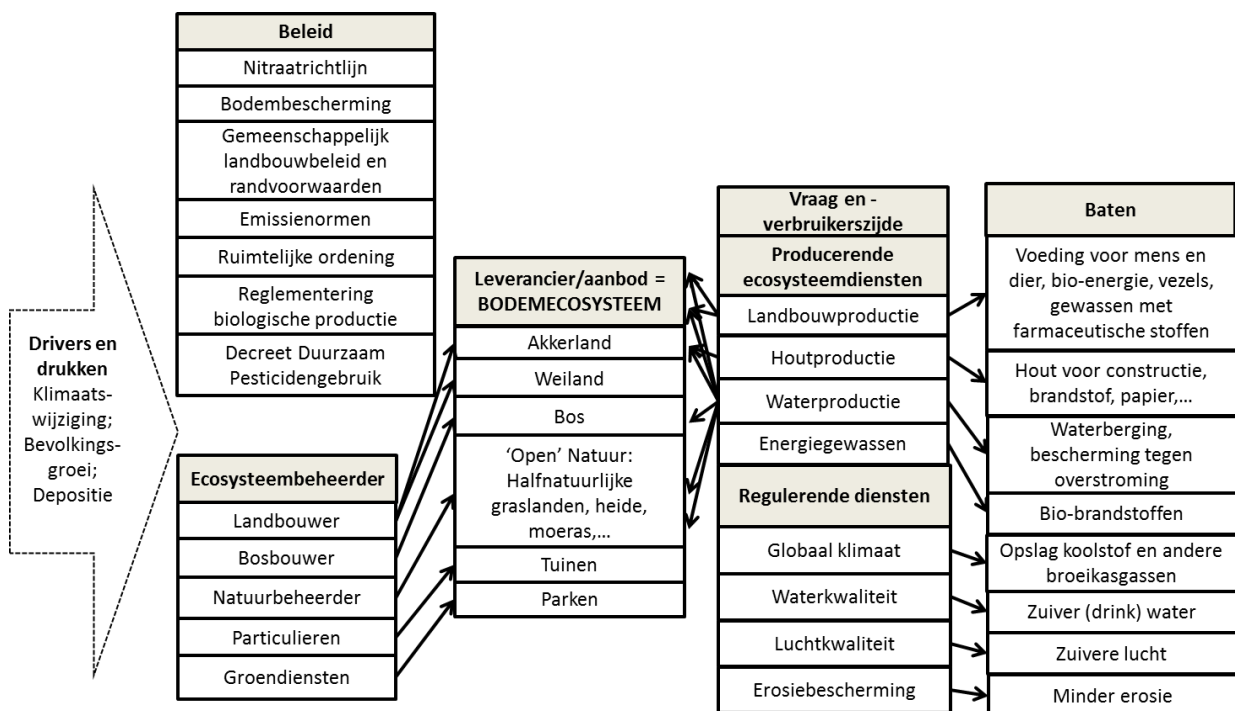 Drivers en
drukken
Klimaats-
wijziging;
Bevolkings-
groei;
Depositie
Beleid
Nitraatrichtlijn
Bodembescherming
Gemeenschappelijk
landbouwbeleid en
randvoorwaarden
Emissienormen
Ruimtelijke ordening
Reglementering
biologische productie
Decreet Duurzaam
Pesticidengebruik
Ecosysteembeheerder
Landbouwer
Bosbouwer
Natuurbeheerder
Particulieren
Groendiensten
Leverancier/aanbod =
BODEMECOSYSTEEM
Akkerland
Weiland
Bos
‘Open’ Natuur:
Halfnatuurlijke
graslanden, heide,
moeras,...
Tuinen
Parken
Vraag en -
verbruikerszijde
Producerende
ecosysteemdiensten
Landbouwproductie
Houtproductie
Waterproductie
Energiegewassen
Regulerende diensten
Globaal klimaat
Waterkwaliteit
Luchtkwaliteit
Erosiebescherming
Baten
Voeding voor mens en
dier, bio-energie, vezels,
gewassen met
farmaceutische stoffen
Hout voor constructie,
brandstof, papier,...
Waterberging,
bescherming tegen
overstroming
Bio-brandstoffen
Opslag koolstof en andere
broeikasgassen
Zuiver (drink) water
Zuivere lucht
Minder erosie